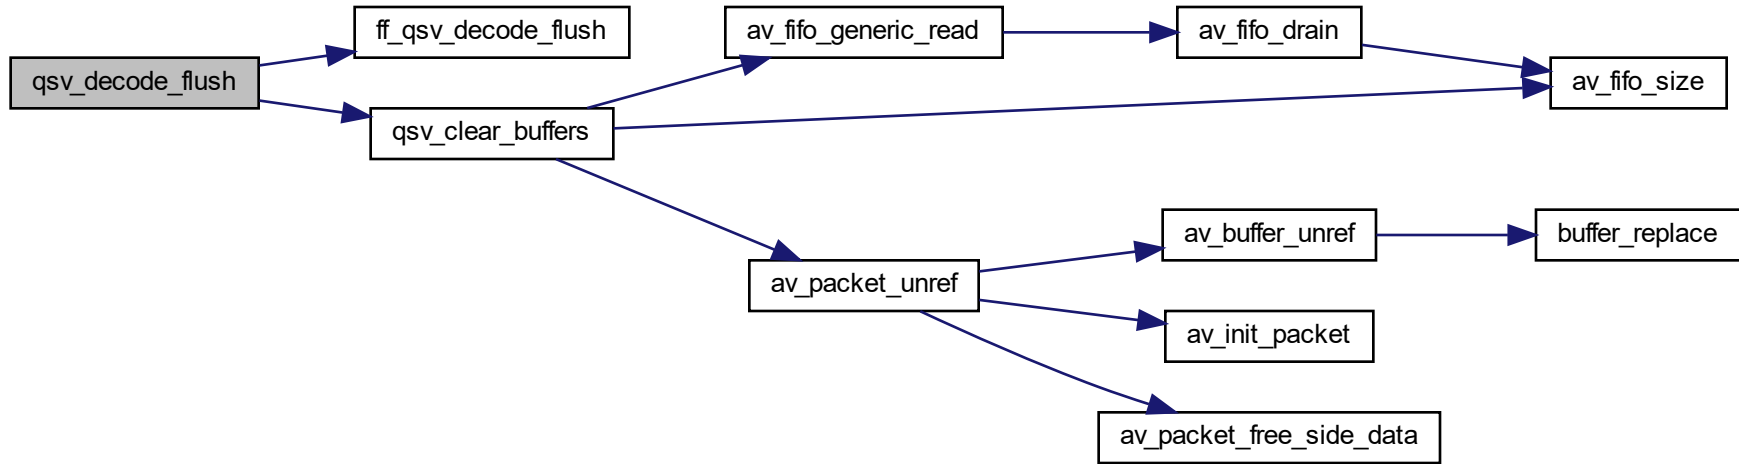 qsv_decode_flush
ff_qsv_decode_flush
qsv_clear_buffers
av_fifo_generic_read
av_fifo_drain
av_fifo_size
av_packet_unref
av_buffer_unref
buffer_replace
av_init_packet
av_packet_free_side_data